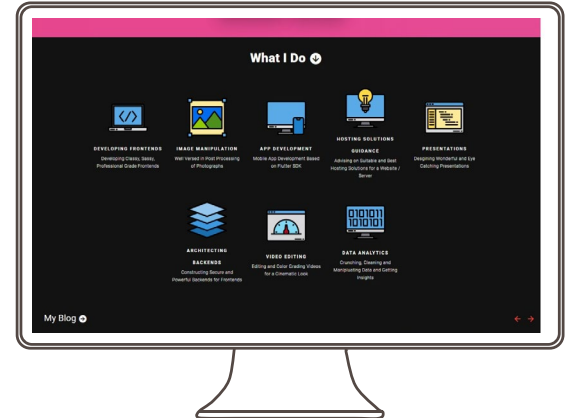 What I Do
DEVELOPING FRONTENDS
Developing Classy, Sassy,
Professional Grade Frontends
IMAGE MANIPULATION
Well Versed in Post Processing
of Photographs
APP DEVELOPMENT
Mobile App Development Based
on Flutter SDK
HOSTING SOLUTIONS
GUIDANCE
Advising on Suitable and Best
Hosting Solutions for a Website /
Server
PRESENTATIONS
Designing Wonderful and Eye
Catching Presentations
ARCHITECTING
BACKENDS
Constructing Secure and
Powerful Backends for Frontends
VIDEO EDITING
Editing and Color Grading Videos
for a Cinematic Look
0101011
1010101
DATA ANALYTICS
Crunching, Cleaning and
Manipluating Data and Getting
Insights
My Blog